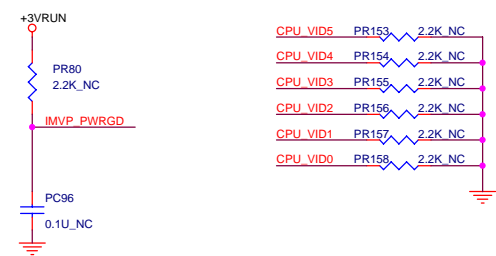 +3VRUN
PR80
2.2K_NC
IMVP_PWRGD
PC96
0.1U_NC
CPU_VID5 PR153 2.2K_NC
CPU_VID4 PR154 2.2K_NC
CPU_VID3 PR155 2.2K_NC
CPU_VID2 PR156 2.2K_NC
CPU_VID1 PR157 2.2K_NC
CPU_VID0 PR158 2.2K_NC